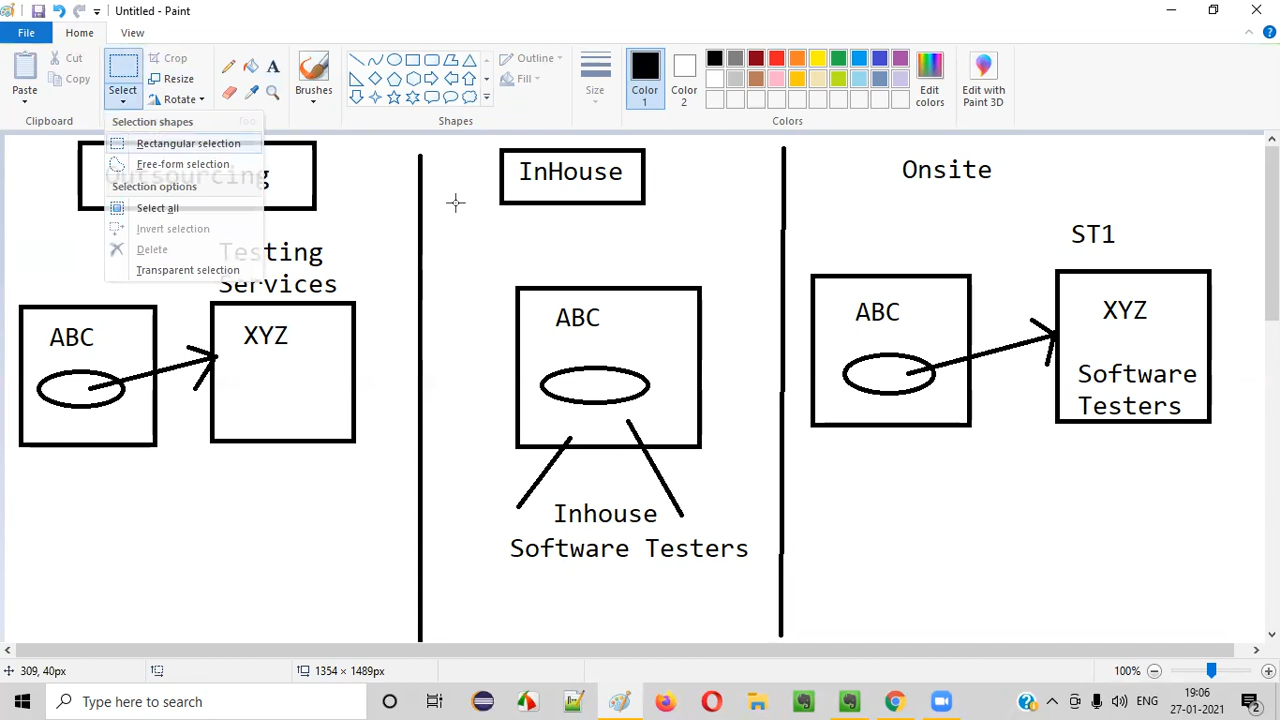 Untitled - Paint
File
Home
View
Paste
Cut
Copy
Clipboard
Select
Crop
Resize
Rotate
Selection shapes
Rectangular selection
Free-form selection
Selection options
Select all
Invert selection
Delete
Transparent selection
Brushes
Outline
Fill
Shapes
Size
Color 1
Color 2
Edit colors
Edit with Paint 3D
Colors
Outsourcing
Testing
Services
ABC
XYZ
InHouse
ABC
Inhouse
Software Testers
Onsite
ST1
ABC
XYZ
Software
Testers
309, 40px
1354 × 1489px
100%
Type here to search
ENG
19:06
27-01-2021
2